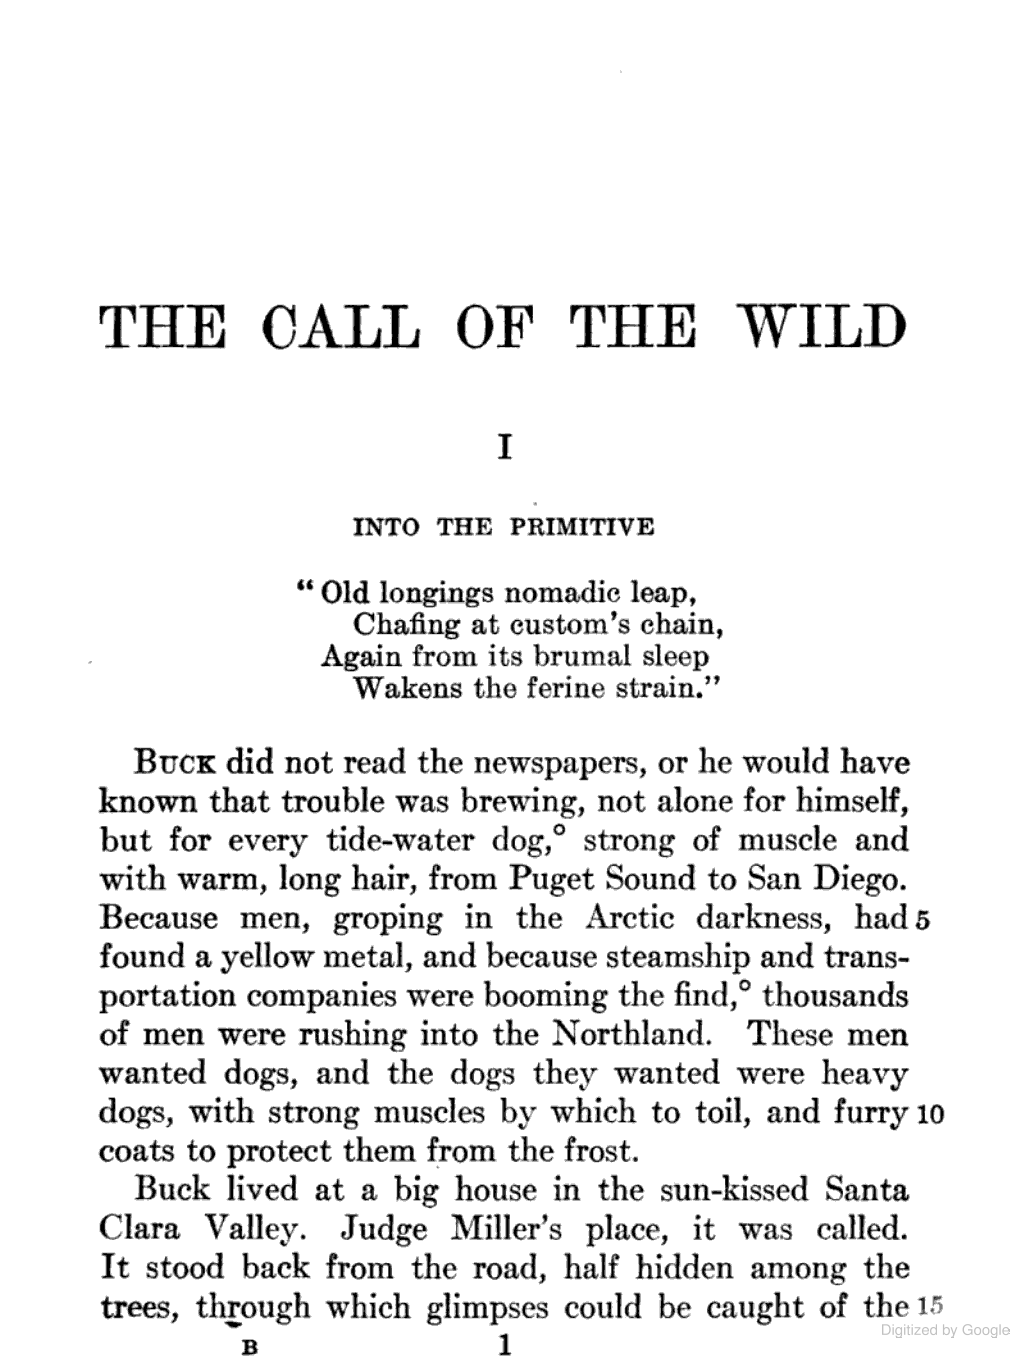 THE CALL OF THE WILD
I
INTO THE PRIMITIVE
“Old longings nomadic leap,
Chafing at custom’s chain,
Again from its brumal sleep
Wakens the ferine strain.”
BUCK did not read the newspapers, or he would have
known that trouble was brewing, not alone for himself,
but for every tide-water dog,° strong of muscle and
with warm, long hair, from Puget Sound to San Diego.
Because men, groping in the Arctic darkness, had 5
found a yellow metal, and because steamship and trans-
portation companies were booming the find,° thousands
of men were rushing into the Northland. These men
wanted dogs, and the dogs they wanted were heavy
dogs, with strong muscles by which to toil, and furry 10
coats to protect them from the frost.
Buck lived at a big house in the sun-kissed Santa
Clara Valley. Judge Miller’s place, it was called.
It stood back from the road, half hidden among the
trees, through which glimpses could be caught of the 15
B 1
Digitized by Google